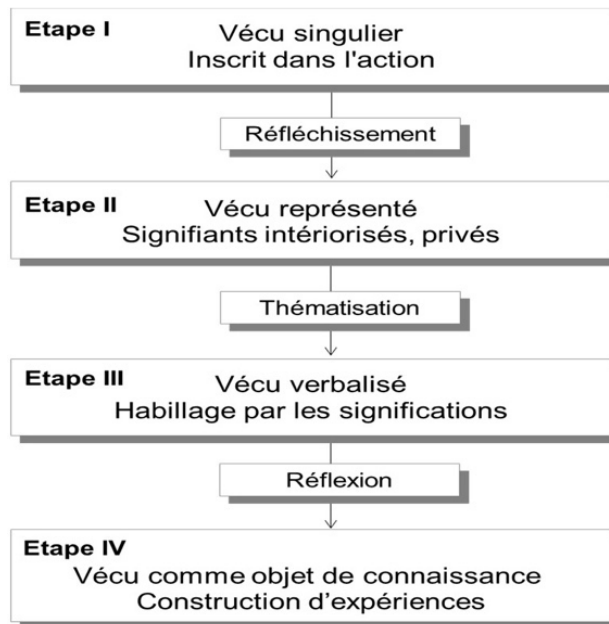 Etape I
Vécu singulier
Inscrit dans l'action
Réfléchissement
Etape II
Vécu représenté
Signifiants intériorisés, privés
Thématisation
Etape III
Vécu verbalisé
Habillage par les significations
Réflexion
Etape IV
Vécu comme objet de connaissance
Construction d'expériences